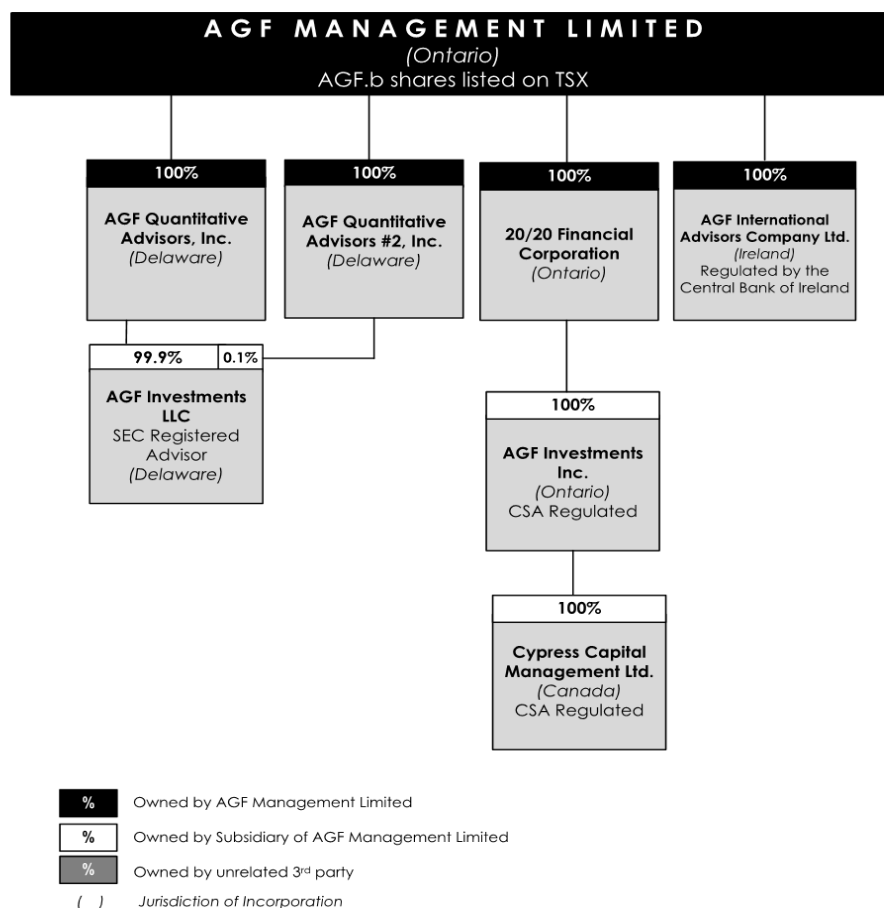 AGF MANAGEMENT LIMITED
(Ontario)
AGF.b shares listed on TSX
100%
AGF Quantitative
Advisors, Inc.
(Delaware)
100%
AGF Quantitative
Advisors #2, Inc.
(Delaware)
100%
20/20 Financial
Corporation
(Ontario)
100%
AGF International
Advisors Company Ltd.
(Ireland)
Regulated by the
Central Bank of Ireland
99.9%
0.1%
AGF Investments
LLC
SEC Registered
Advisor
(Delaware)
100%
AGF Investments
Inc.
(Ontario)
CSA Regulated
100%
Cypress Capital
Management Ltd.
(Canada)
CSA Regulated
% Owned by AGF Management Limited
% Owned by Subsidiary of AGF Management Limited
% Owned by unrelated 3rd party
( ) Jurisdiction of Incorporation